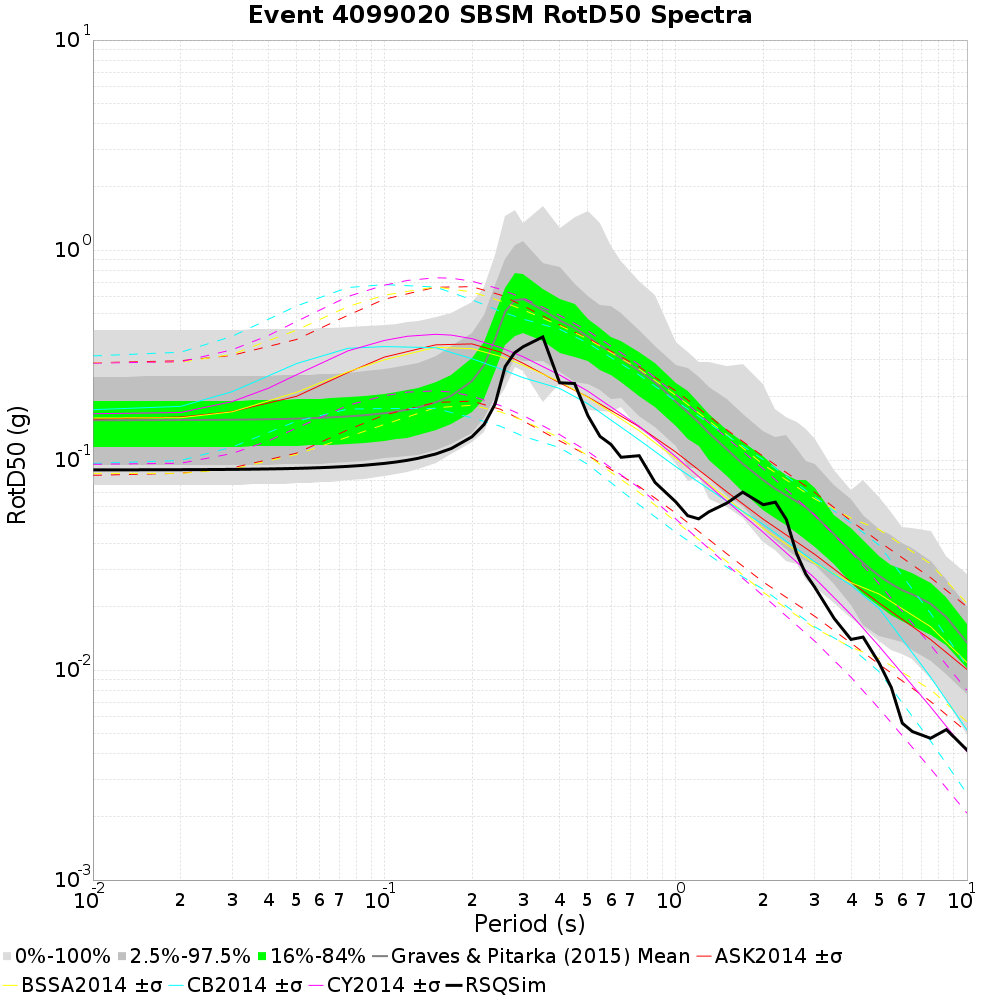 Event 4099020 SBSM RotD50 Spectra
10^1
10^0
10^-1
10^-2
10^-3
RotD50 (g)
10^-2 2 3 4 5 6 7 10^-1 2 3 4 5 6 7 10^0 2 3 4 5 6 7 10^1
Period (s)
0%-100% 2.5%-97.5% 16%-84% Graves & Pitarka (2015) Mean ASK2014 ±σ
BSSA2014 ±σ CB2014 ±σ CY2014 ±σ RSQSim